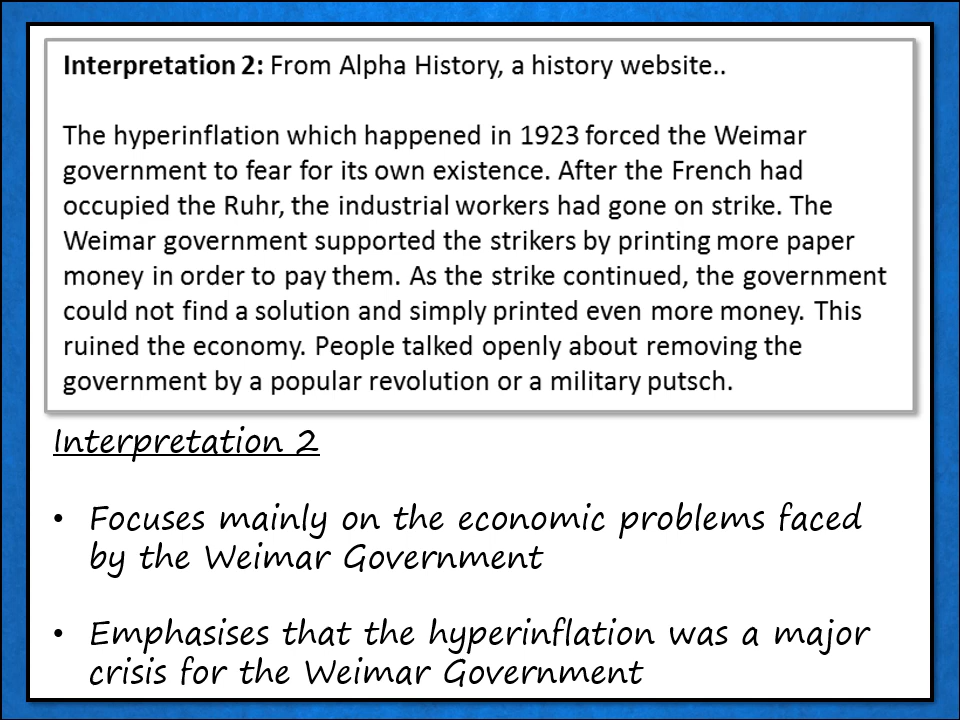 Interpretation 2: From Alpha History, a history website..
The hyperinflation which happened in 1923 forced the Weimar
government to fear for its own existence. After the French had
occupied the Ruhr, the industrial workers had gone on strike. The
Weimar government supported the strikers by printing more paper
money in order to pay them. As the strike continued, the government
could not find a solution and simply printed even more money. This
ruined the economy. People talked openly about removing the
government by a popular revolution or a military putsch.
Interpretation 2
• Focuses mainly on the economic problems faced
by the Weimar Government
• Emphasises that the hyperinflation was a major
crisis for the Weimar Government